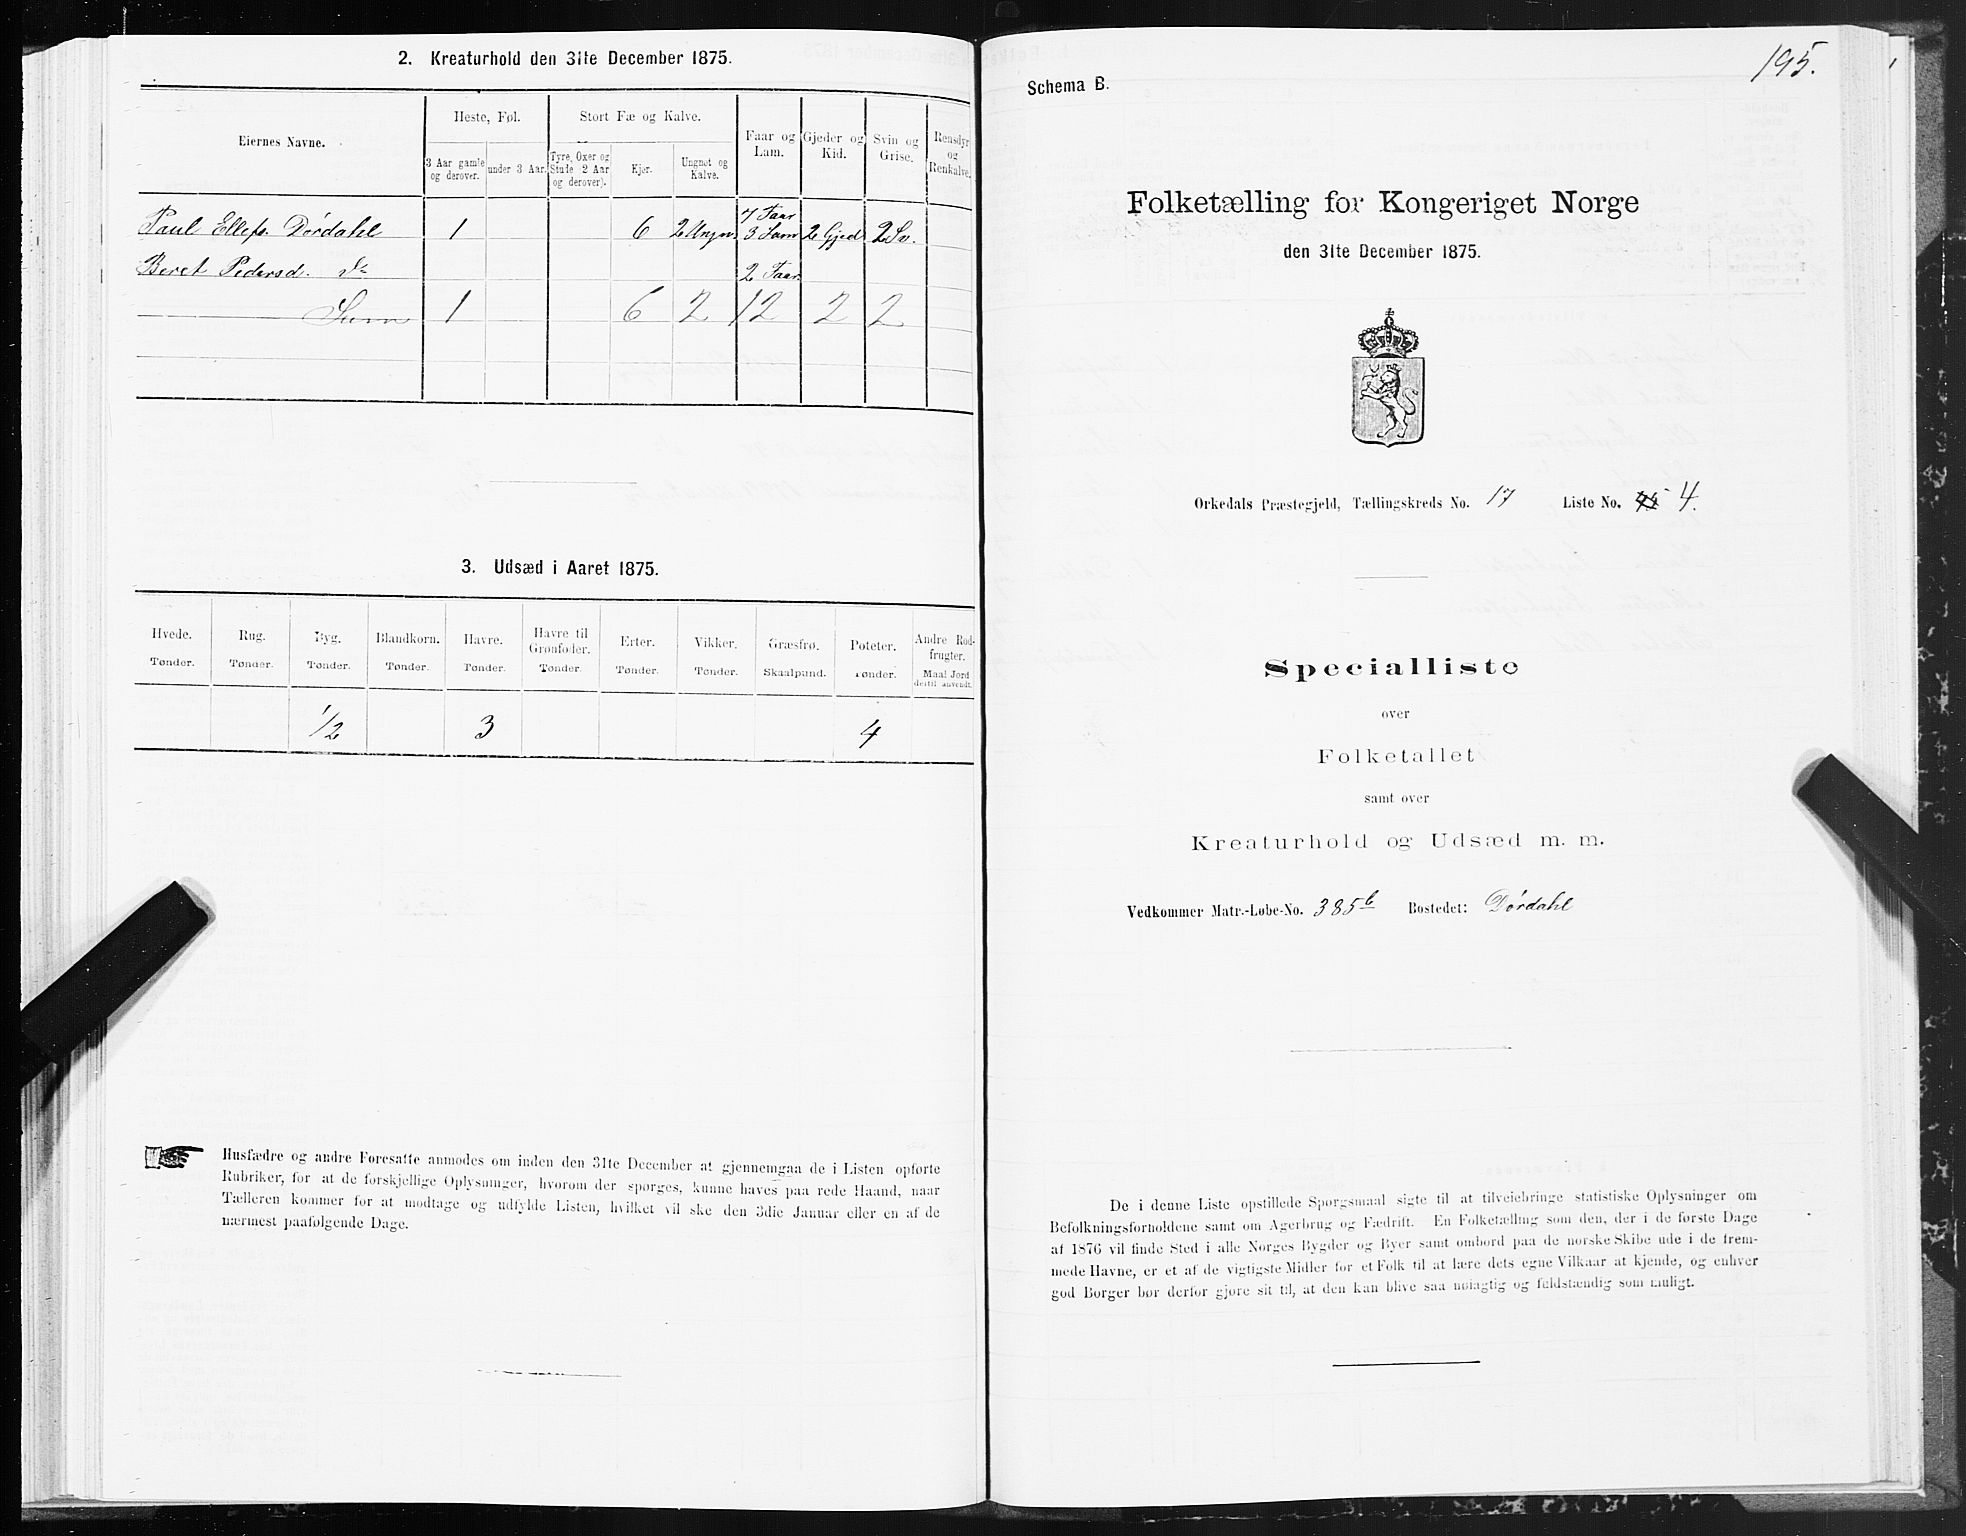 2. Kreaturhold den 31te December 1875.
Eiernes Navne.
Heste, Føl.
Stort Fæ og Kalve.
Faar og Lam.
Gjeder og Kid.
Svin og Grise.
Rensdyr og Renkalve.
3 Aar gamle og derover.
under 3 Aar.
Tyre, Oxer og Stude 2 Aar og derover).
Kjør.
Ungnøt og Kalve.
Paul Ellefs. Dørdahl 1 6 2 Ungn. 7 Faar 3 Lam 2 Gjed 2 Sv.
Beret Pedersd. Do 2 Faar
Sum 1 6 2 12 2 2
3. Udsæd i Aaret 1875.
Hvede. Rug. Byg. Blandkorn. Havre. Havre til Grønfoder. Erter. Vikker. Græsfrø. Poteter. Andre Rodfrugter.
Tønder. Tønder. Tønder. Tønder. Tønder. Tønder. Tønder. Tønder. Skaalpund. Tønder. Maal Jord dertil anvendt.
1/2 3 4
Husfædre og andre Foresatte anmodes om inden den 31te December at gjennemgaa de i Listen opførte
Rubriker, for at de forskjellige Oplysninger, hvorom der spørges, kunne haves paa rede Haand, naar
Tælleren kommer for at modtage og udfylde Listen, hvilket vil ske den 3die Januar eller en af de
nærmest paafølgende Dage.
195.
Schema B.
Folketælling for Kongeriget Norge
den 31te December 1875.
Orkedals Præstegjeld, Tællingskreds No. 17 Liste No. 4.
Specialliste
over
Folketallet
samt over
Kreaturhold og Udsæd m. m.
Vedkommer Matr.-Løbe-No. 385b Bostedet: Dørdahl
De i denne Liste opstillede Spørgsmaal sigte til at tilveiebringe statistiske Oplysninger om
Befolkningsforholdene samt om Agerbrug og Fædrift. En Folketælling som den, der i de første Dage
af 1876 vil finde Sted i alle Norges Bygder og Byer samt ombord paa de norske Skibe ude i de frem-
mede Havne, er et af de vigtigste Midler for et Folk til at lære dets egne Vilkaar at kjende, og enhver
god Borger bør derfor gjøre sit til, at den kan blive saa nøiagtig og fuldstændig som muligt.